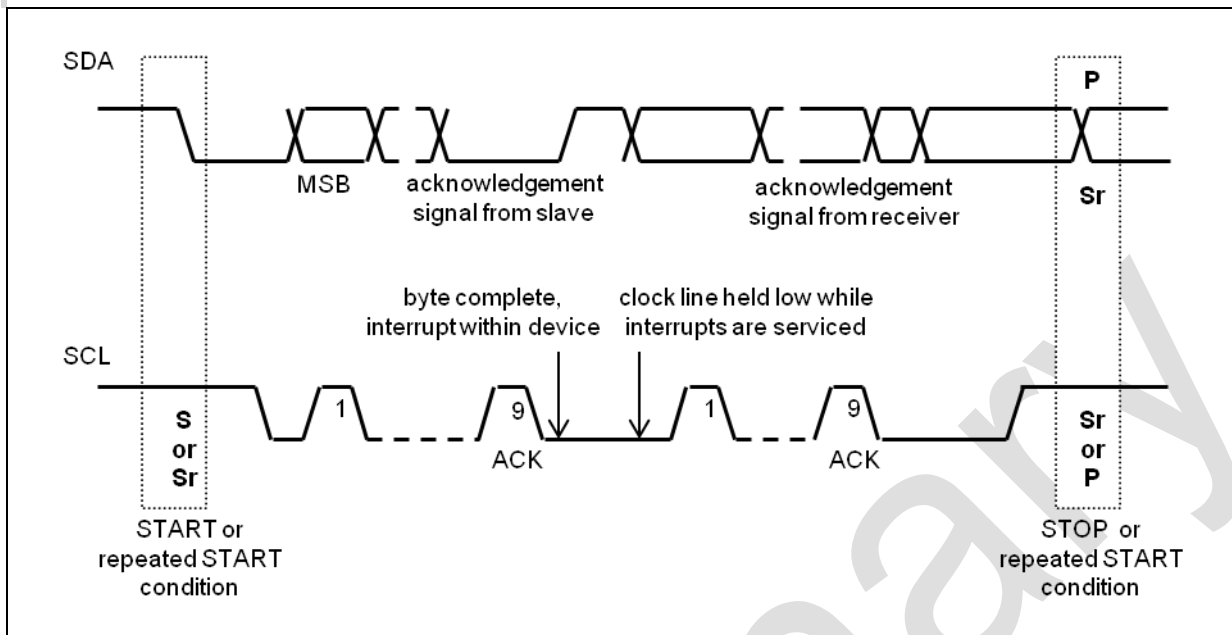 SDA
P
MSB
acknowledgement
signal from slave
acknowledgement
signal from receiver
Sr
byte complete,
interrupt within device
clock line held low while
interrupts are serviced
SCL
S
or
Sr
1
9
ACK
1
9
ACK
Sr
or
P
START or
repeated START
condition
STOP or
repeated START
condition